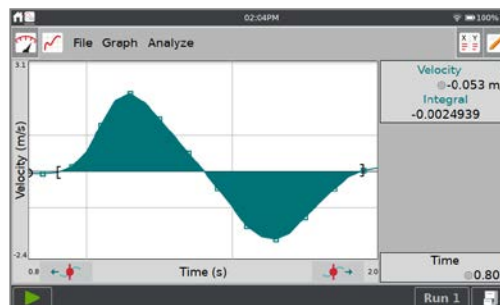 02:04PM
100%
File Graph Analyze
X Y
3.1
Velocity (m/s)
-2.4
0.8
Time (s)
2.0
Velocity
-0.053 m
Integral
-0.0024939
Time
0.80
Run 1